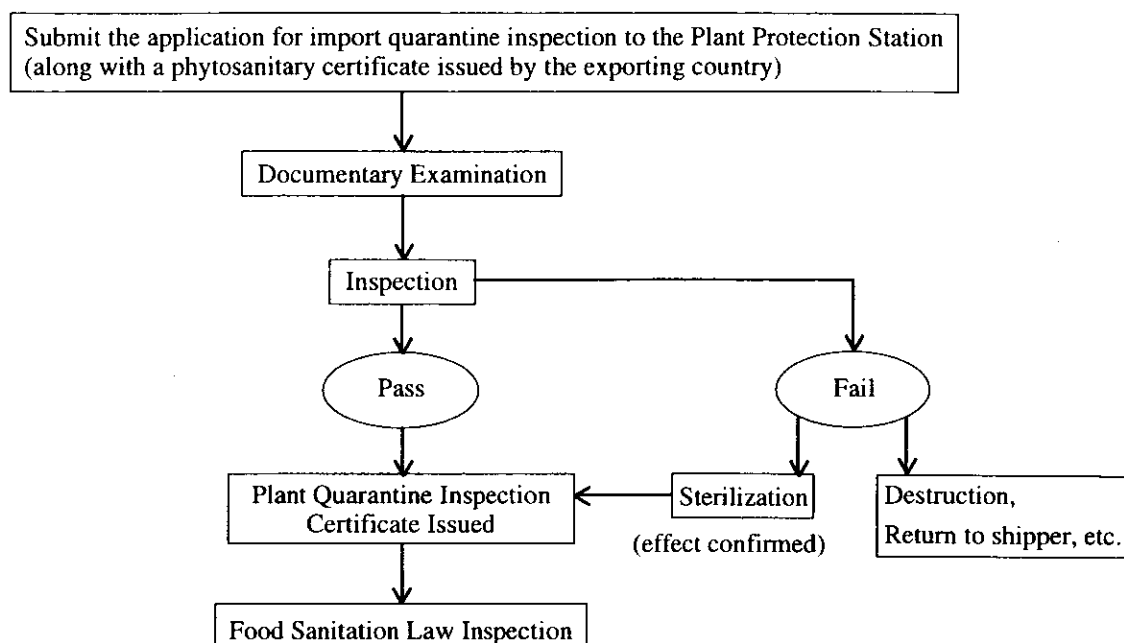 Submit the application for import quarantine inspection to the Plant Protection Station
(along with a phytosanitary certificate issued by the exporting country)
Documentary Examination
Inspection
Pass
Fail
Plant Quarantine Inspection
Certificate Issued
Sterilization
(effect confirmed)
Destruction,
Return to shipper, etc.
Food Sanitation Law Inspection